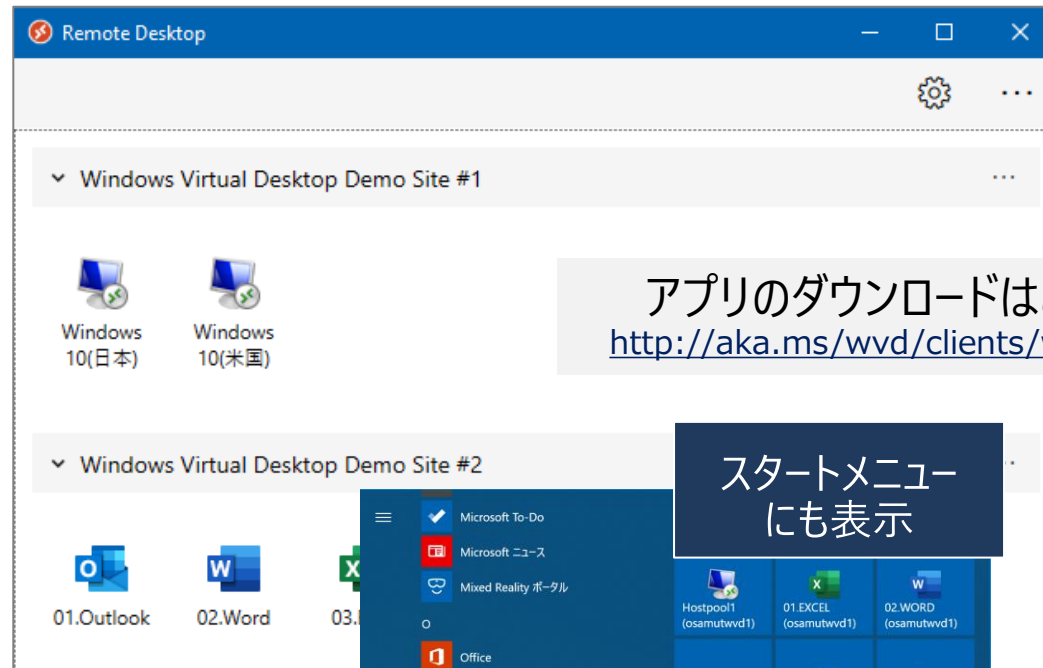 Remote Desktop
Windows Virtual Desktop Demo Site #1
Windows
10(日本)
Windows
10(米国)
アプリのダウンロードは
http://aka.ms/wvd/clients/
Windows Virtual Desktop Demo Site #2
スタートメニュー
にも表示
01.Outlook
02.Word
03.
Microsoft To-Do
Microsoft ニュース
Mixed Reality ポータル
O
Office
Hostpool1
(osamutwvd1)
01.EXCEL
(osamutwvd1)
02.WORD
(osamutwvd1)